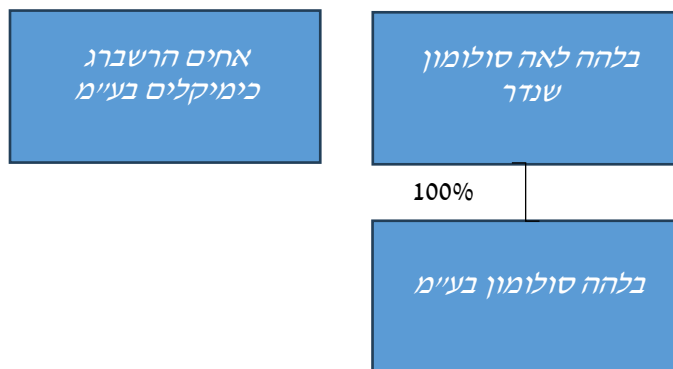 בלהה לאה סולומון
שנדר
אחים הרשברג
כימיקלים בע״מ
100%
בלהה סולומון בע״מ